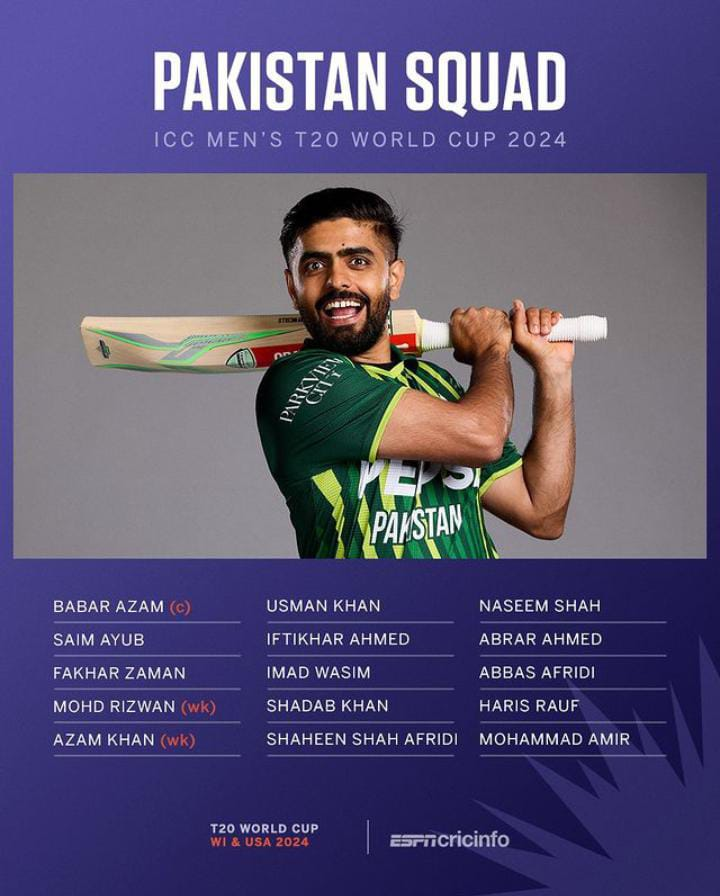 PAKISTAN SQUAD
ICC MEN'S T20 WORLD CUP 2024
PARKVIEW
CITY
PEPSI
PAKISTAN
BABAR AZAM (c)
SAIM AYUB
FAKHAR ZAMAN
MOHD RIZWAN (wk)
AZAM KHAN (wk)
USMAN KHAN
IFTIKHAR AHMED
IMAD WASIM
SHADAB KHAN
SHAHEEN SHAH AFRIDI
NASEEM SHAH
ABRAR AHMED
ABBAS AFRIDI
HARIS RAUF
MOHAMMAD AMIR
T20 WORLD CUP
WI & USA 2024
ESPNcricinfo